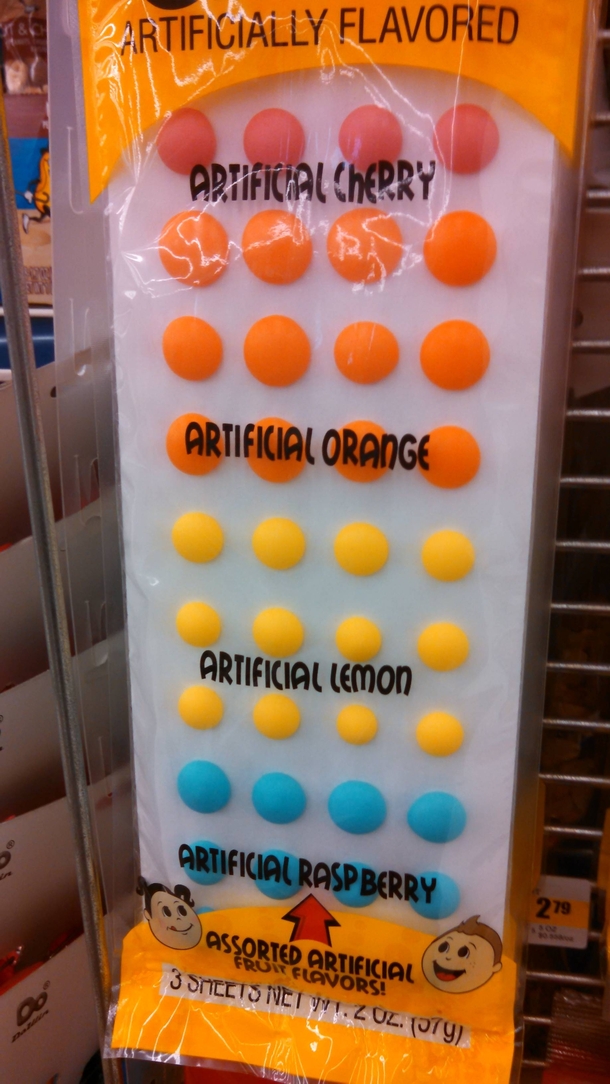 ARTIFICIALLY FLAVORED
ARTIFICIAL CHERRY
ARTIFICIAL ORANGE
ARTIFICIAL LEMON
ARTIFICIAL RASPBERRY
ASSORTED ARTIFICIAL
FRUIT FLAVORS!
3 SHEETS NET WT. 2 OZ. (57g)
2 79